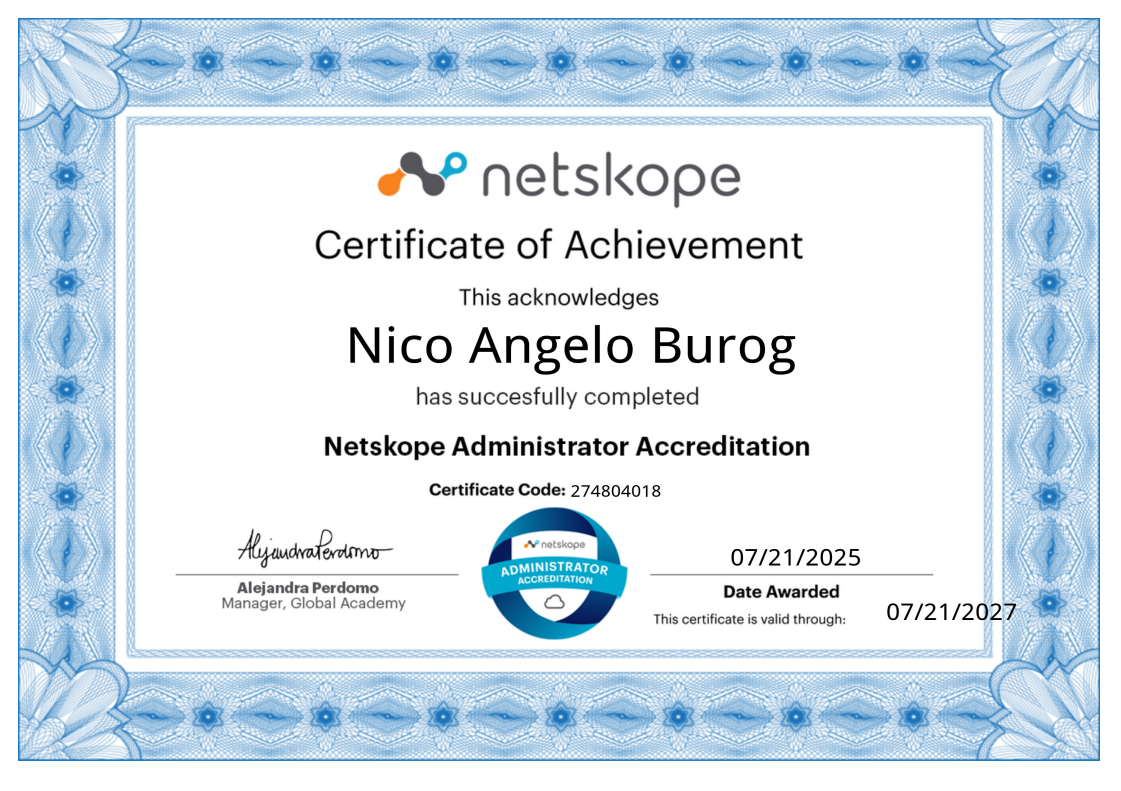 netskope
Certificate of Achievement
This acknowledges
Nico Angelo Burog
has succesfully completed
Netskope Administrator Accreditation
Certificate Code: 274804018
AlejandraPerdomo
Alejandra Perdomo
Manager, Global Academy
netskope
ADMINISTRATOR
ACCREDITATION
07/21/2025
Date Awarded
This certificate is valid through: 07/21/2027